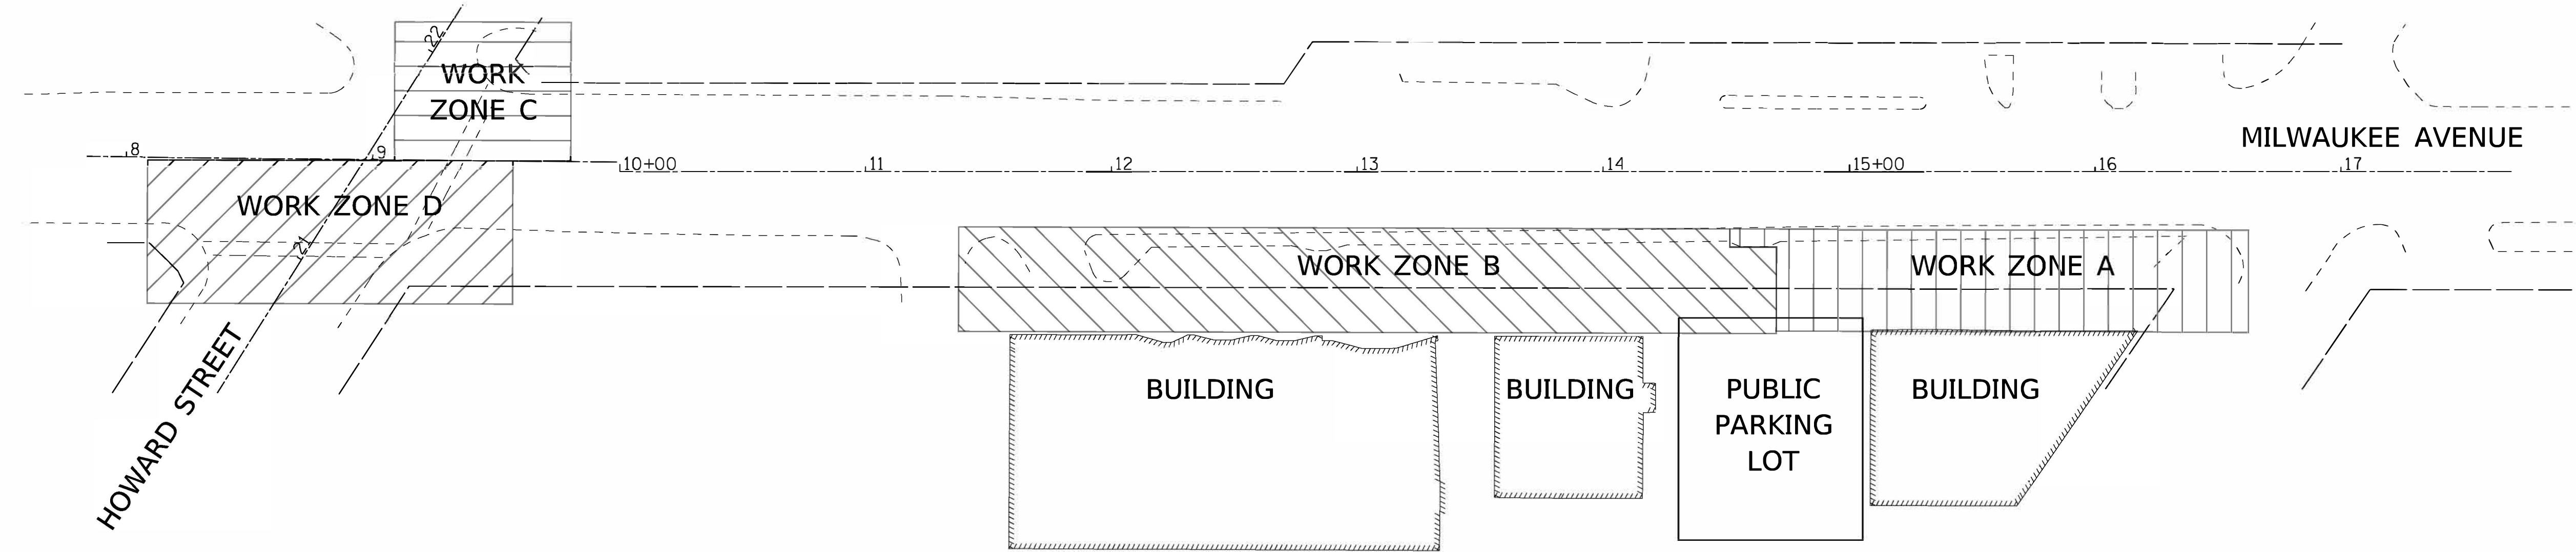 22
WORK
ZONE C
MILWAUKEE AVENUE
8
9
10+00
11
12
13
14
15+00
16
17
WORK ZONE D
21
WORK ZONE B
WORK ZONE A
HOWARD STREET
BUILDING
BUILDING
PUBLIC
PARKING
LOT
BUILDING